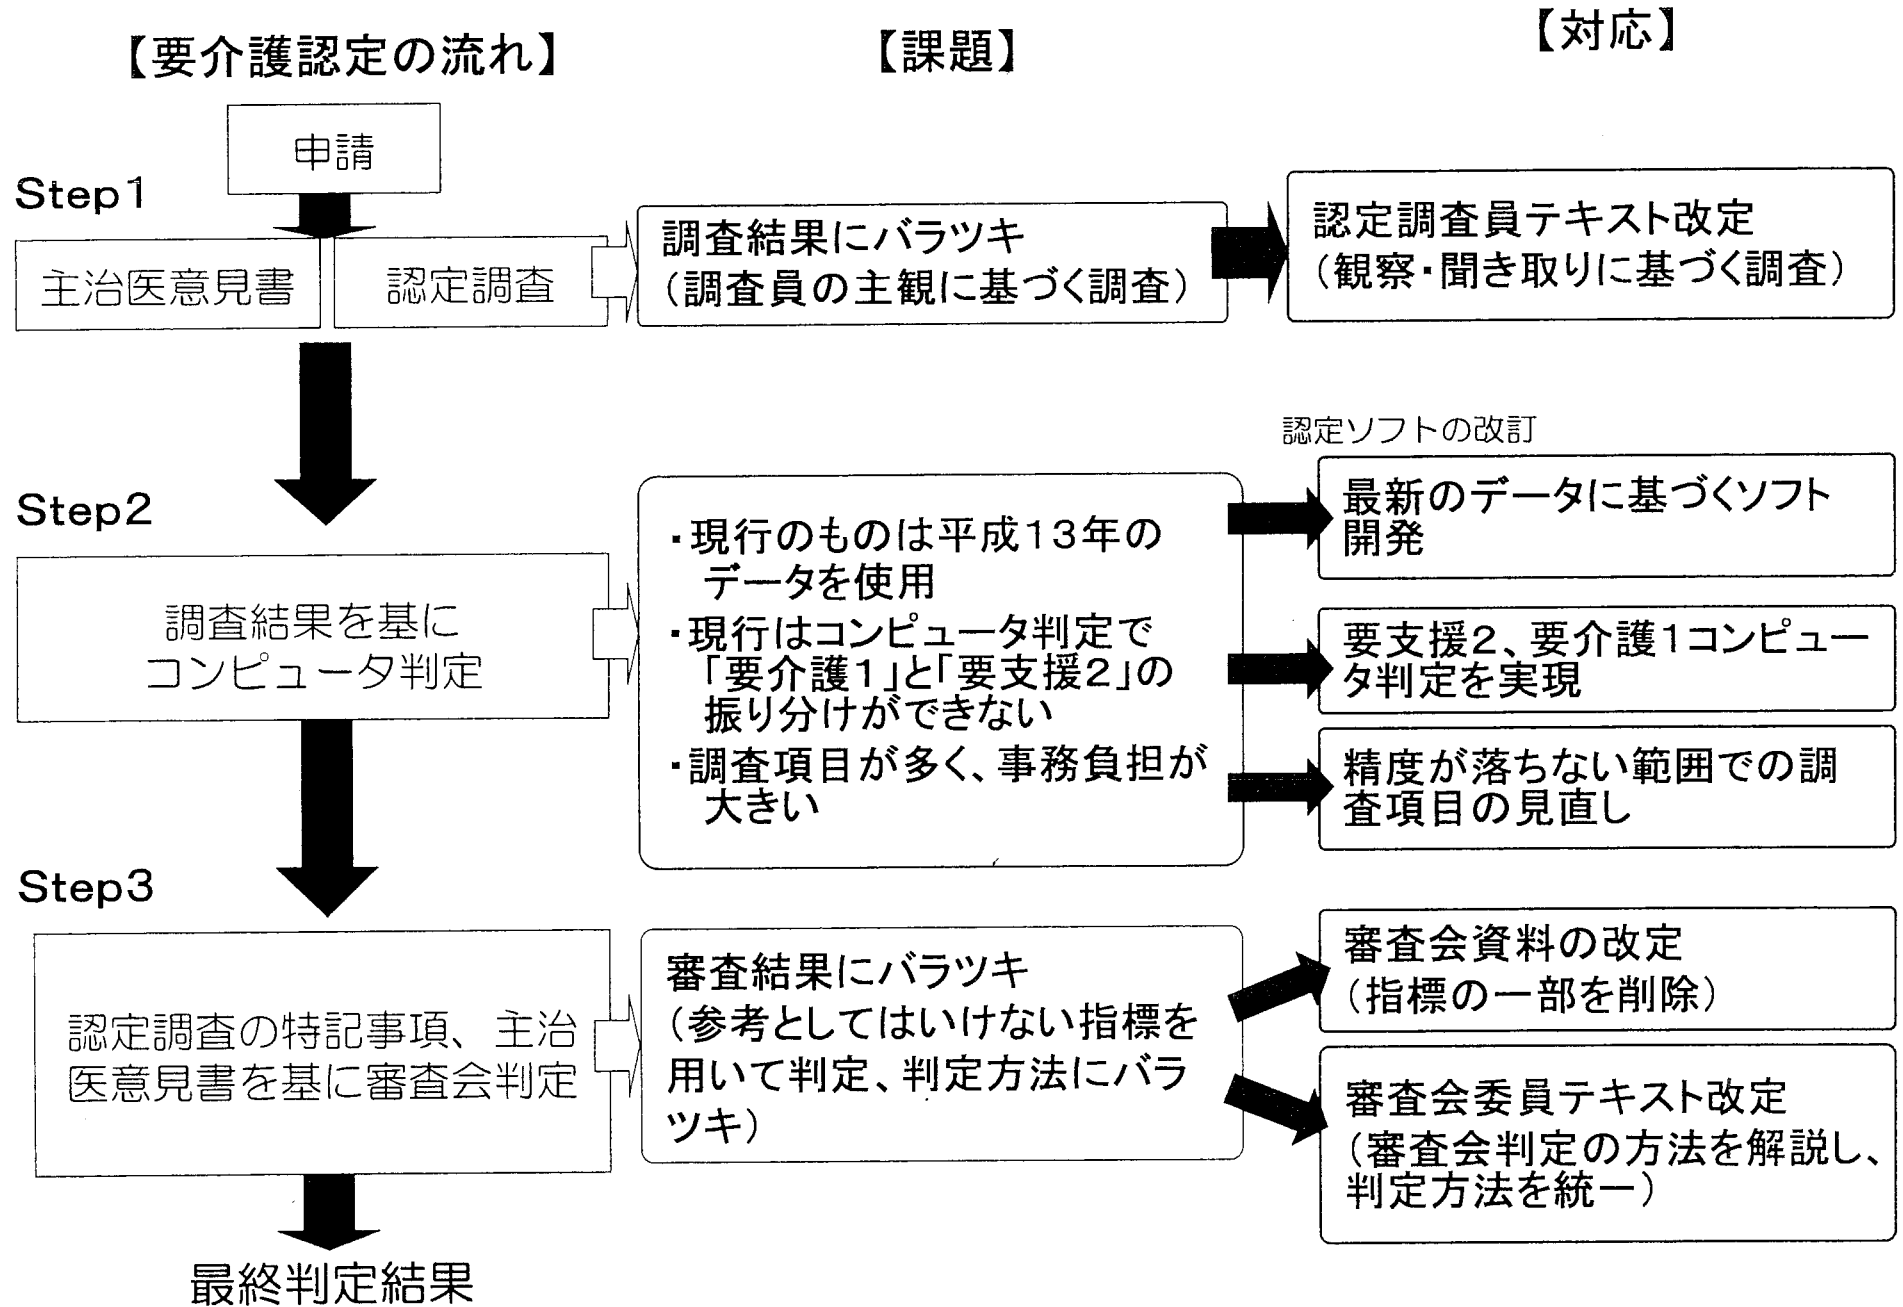 【要介護認定の流れ】
【課題】
【対応】
申請
Step1
主治医意見書
認定調査
調査結果にバラツキ
(調査員の主観に基づく調査)
認定調査員テキスト改定
(観察・聞き取りに基づく調査)
Step2
調査結果を基に
コンピュータ判定
・現行のものは平成13年の
データを使用
・現行はコンピュータ判定で
「要介護1」と「要支援2」の
振り分けができない
・調査項目が多く、事務負担が
大きい
認定ソフトの改訂
最新のデータに基づくソフト
開発
要支援2、要介護1コンピュー
タ判定を実現
精度が落ちない範囲での調
査項目の見直し
Step3
認定調査の特記事項、主治
医意見書を基に審査会判定
審査結果にバラツキ
(参考としてはいけない指標を
用いて判定、判定方法にバラ
ツキ)
審査会資料の改定
(指標の一部を削除)
審査会委員テキスト改定
(審査会判定の方法を解説し、
判定方法を統一)
最終判定結果